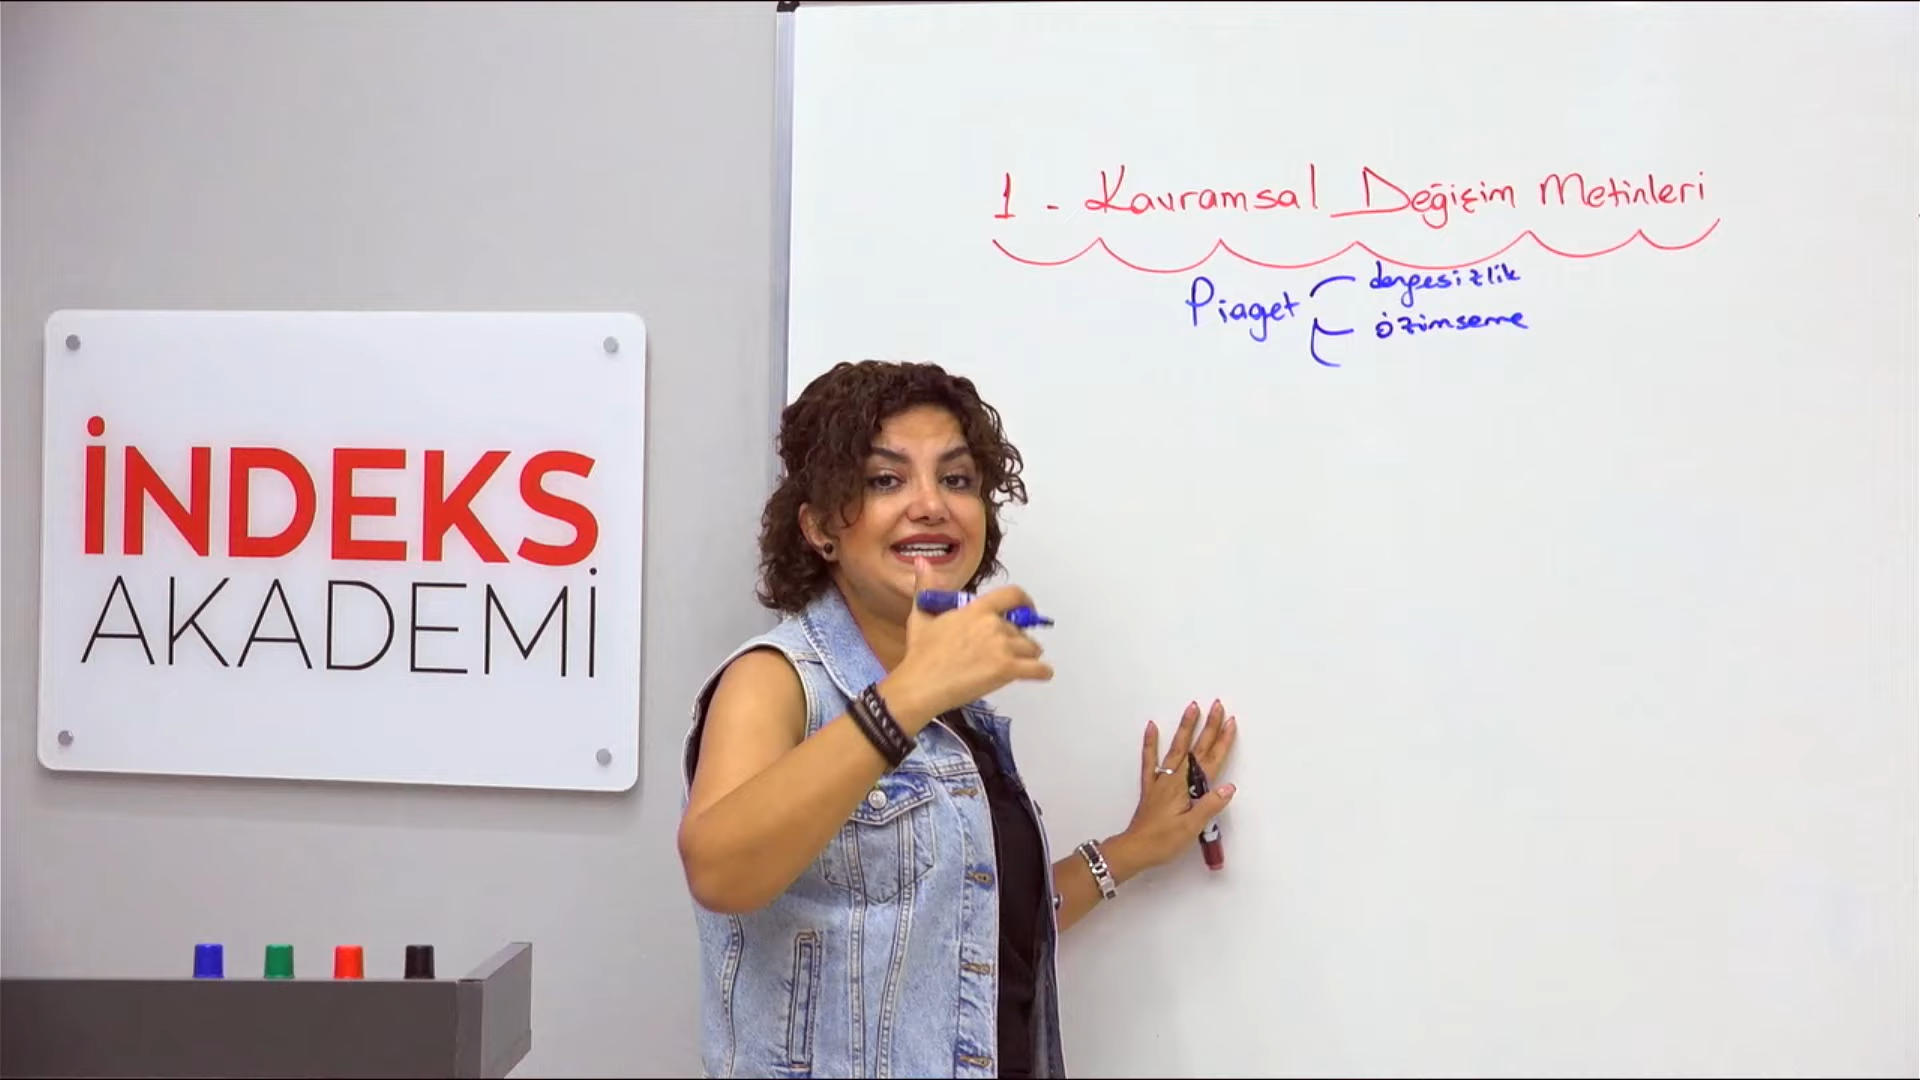 İNDEKS
AKADEMİ
1 - Kavramsal Değişim Metinleri
Piaget
dengesizlik
özümseme